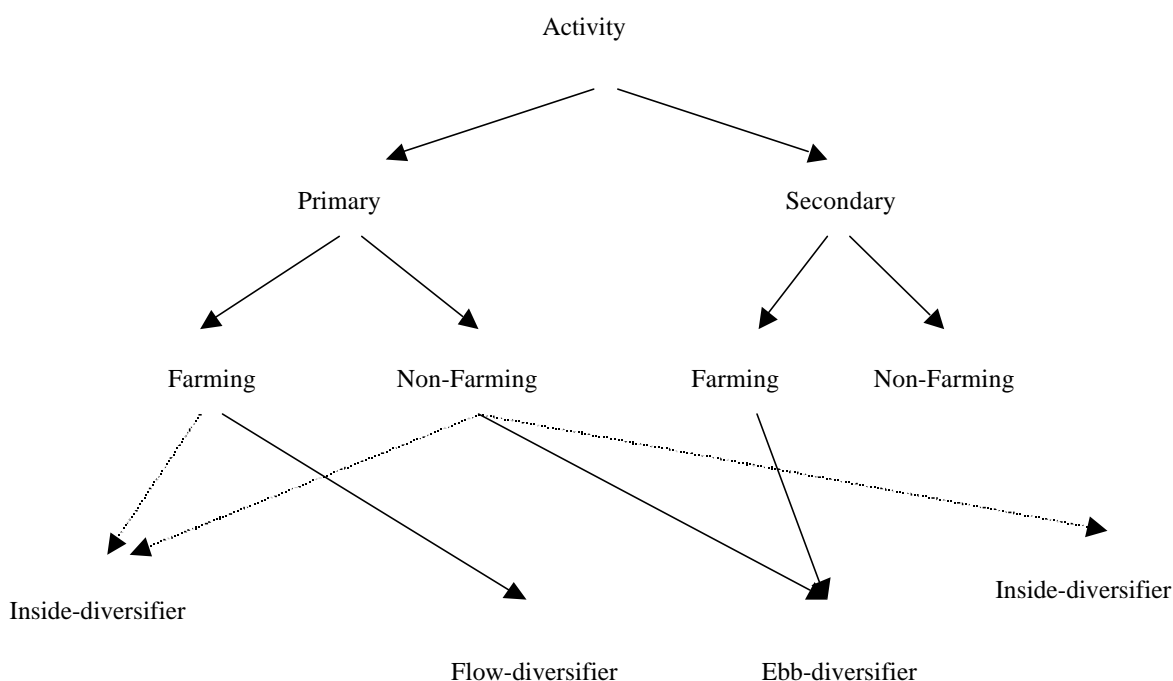 Activity
Primary
Secondary
Farming
Non-Farming
Farming
Non-Farming
Inside-diversifier
Inside-diversifier
Flow-diversifier
Ebb-diversifier